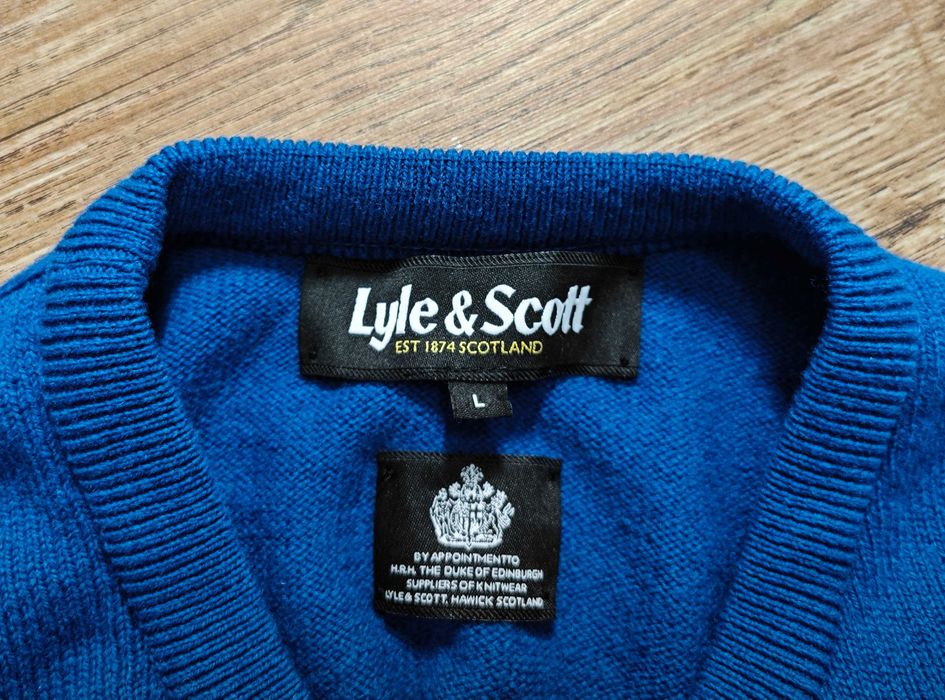 Lyle & Scott
EST 1874 SCOTLAND
L
BY APPOINTMENT TO
H.R.H. THE DUKE OF EDINBURGH
SUPPLIERS OF KNITWEAR
LYLE & SCOTT, HAWICK SCOTLAND